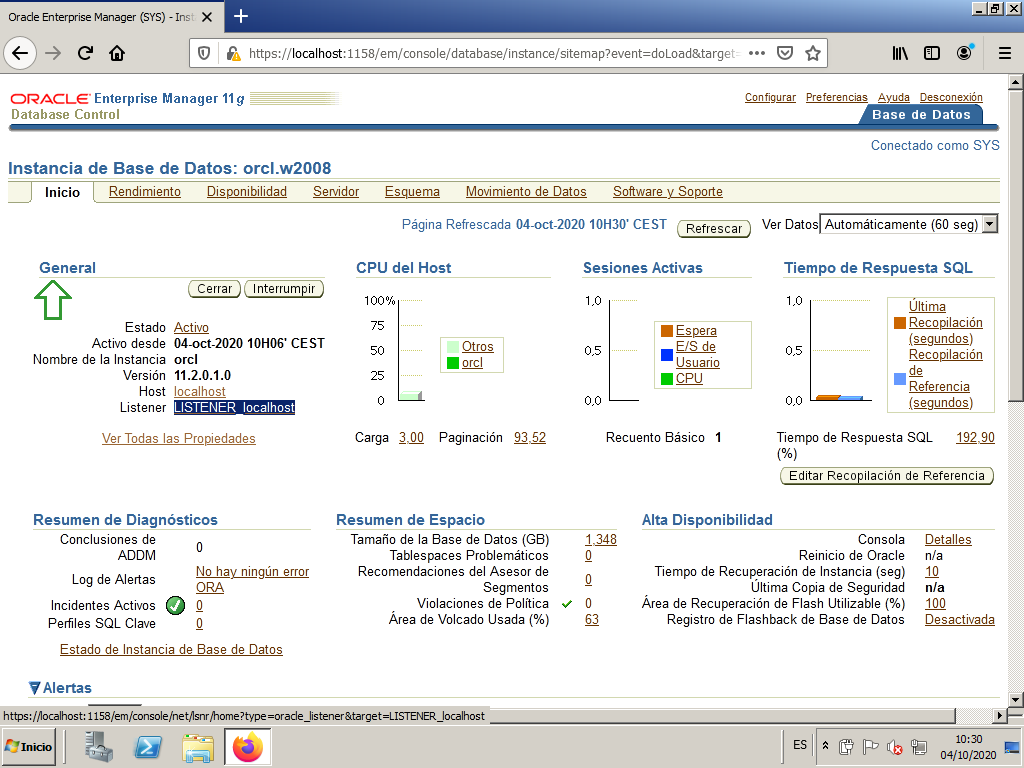 Oracle Enterprise Manager (SYS) - Inst
https://localhost:1158/em/console/database/instance/sitemap?event=doLoad&target=
ORACLE Enterprise Manager 11g
Database Control
Configurar Preferencias Ayuda Desconexión
Base de Datos
Conectado como SYS
Instancia de Base de Datos: orcl.w2008
Inicio Rendimiento Disponibilidad Servidor Esquema Movimiento de Datos Software y Soporte
Página Refrescada 04-oct-2020 10H30' CEST Refrescar Ver Datos Automáticamente (60 seg)
General
Cerrar Interrumpir
Estado Activo
Activo desde 04-oct-2020 10H06' CEST
Nombre de la Instancia orcl
Versión 11.2.0.1.0
Host localhost
Listener LISTENER_localhost
Ver Todas las Propiedades
CPU del Host
100%
75
50
25
0
Otros
orcl
Carga 3,00 Paginación 93,52
Sesiones Activas
1,0
0,5
0,0
Espera
E/S de
Usuario
CPU
Recuento Básico 1
Tiempo de Respuesta SQL
1,0
0,5
0,0
Última
Recopilación
(segundos)
Recopilación
de
Referencia
(segundos)
Tiempo de Respuesta SQL 192,90
(%)
Editar Recopilación de Referencia
Resumen de Diagnósticos
Conclusiones de
ADDM 0
Log de Alertas No hay ningún error
ORA
Incidentes Activos 0
Perfiles SQL Clave 0
Estado de Instancia de Base de Datos
Resumen de Espacio
Tamaño de la Base de Datos (GB) 1,348
Tablespaces Problemáticos 0
Recomendaciones del Asesor de
Segmentos 0
Violaciones de Política 0
Área de Volcado Usada (%) 63
Alta Disponibilidad
Consola Detalles
Reinicio de Oracle n/a
Tiempo de Recuperación de Instancia (seg) 10
Última Copia de Seguridad n/a
Área de Recuperación de Flash Utilizable (%) 100
Registro de Flashback de Base de Datos Desactivada
Alertas
https://localhost:1158/em/console/net/lsnr/home?type=oracle_listener&target=LISTENER_localhost
Inicio
ES
10:30
04/10/2020